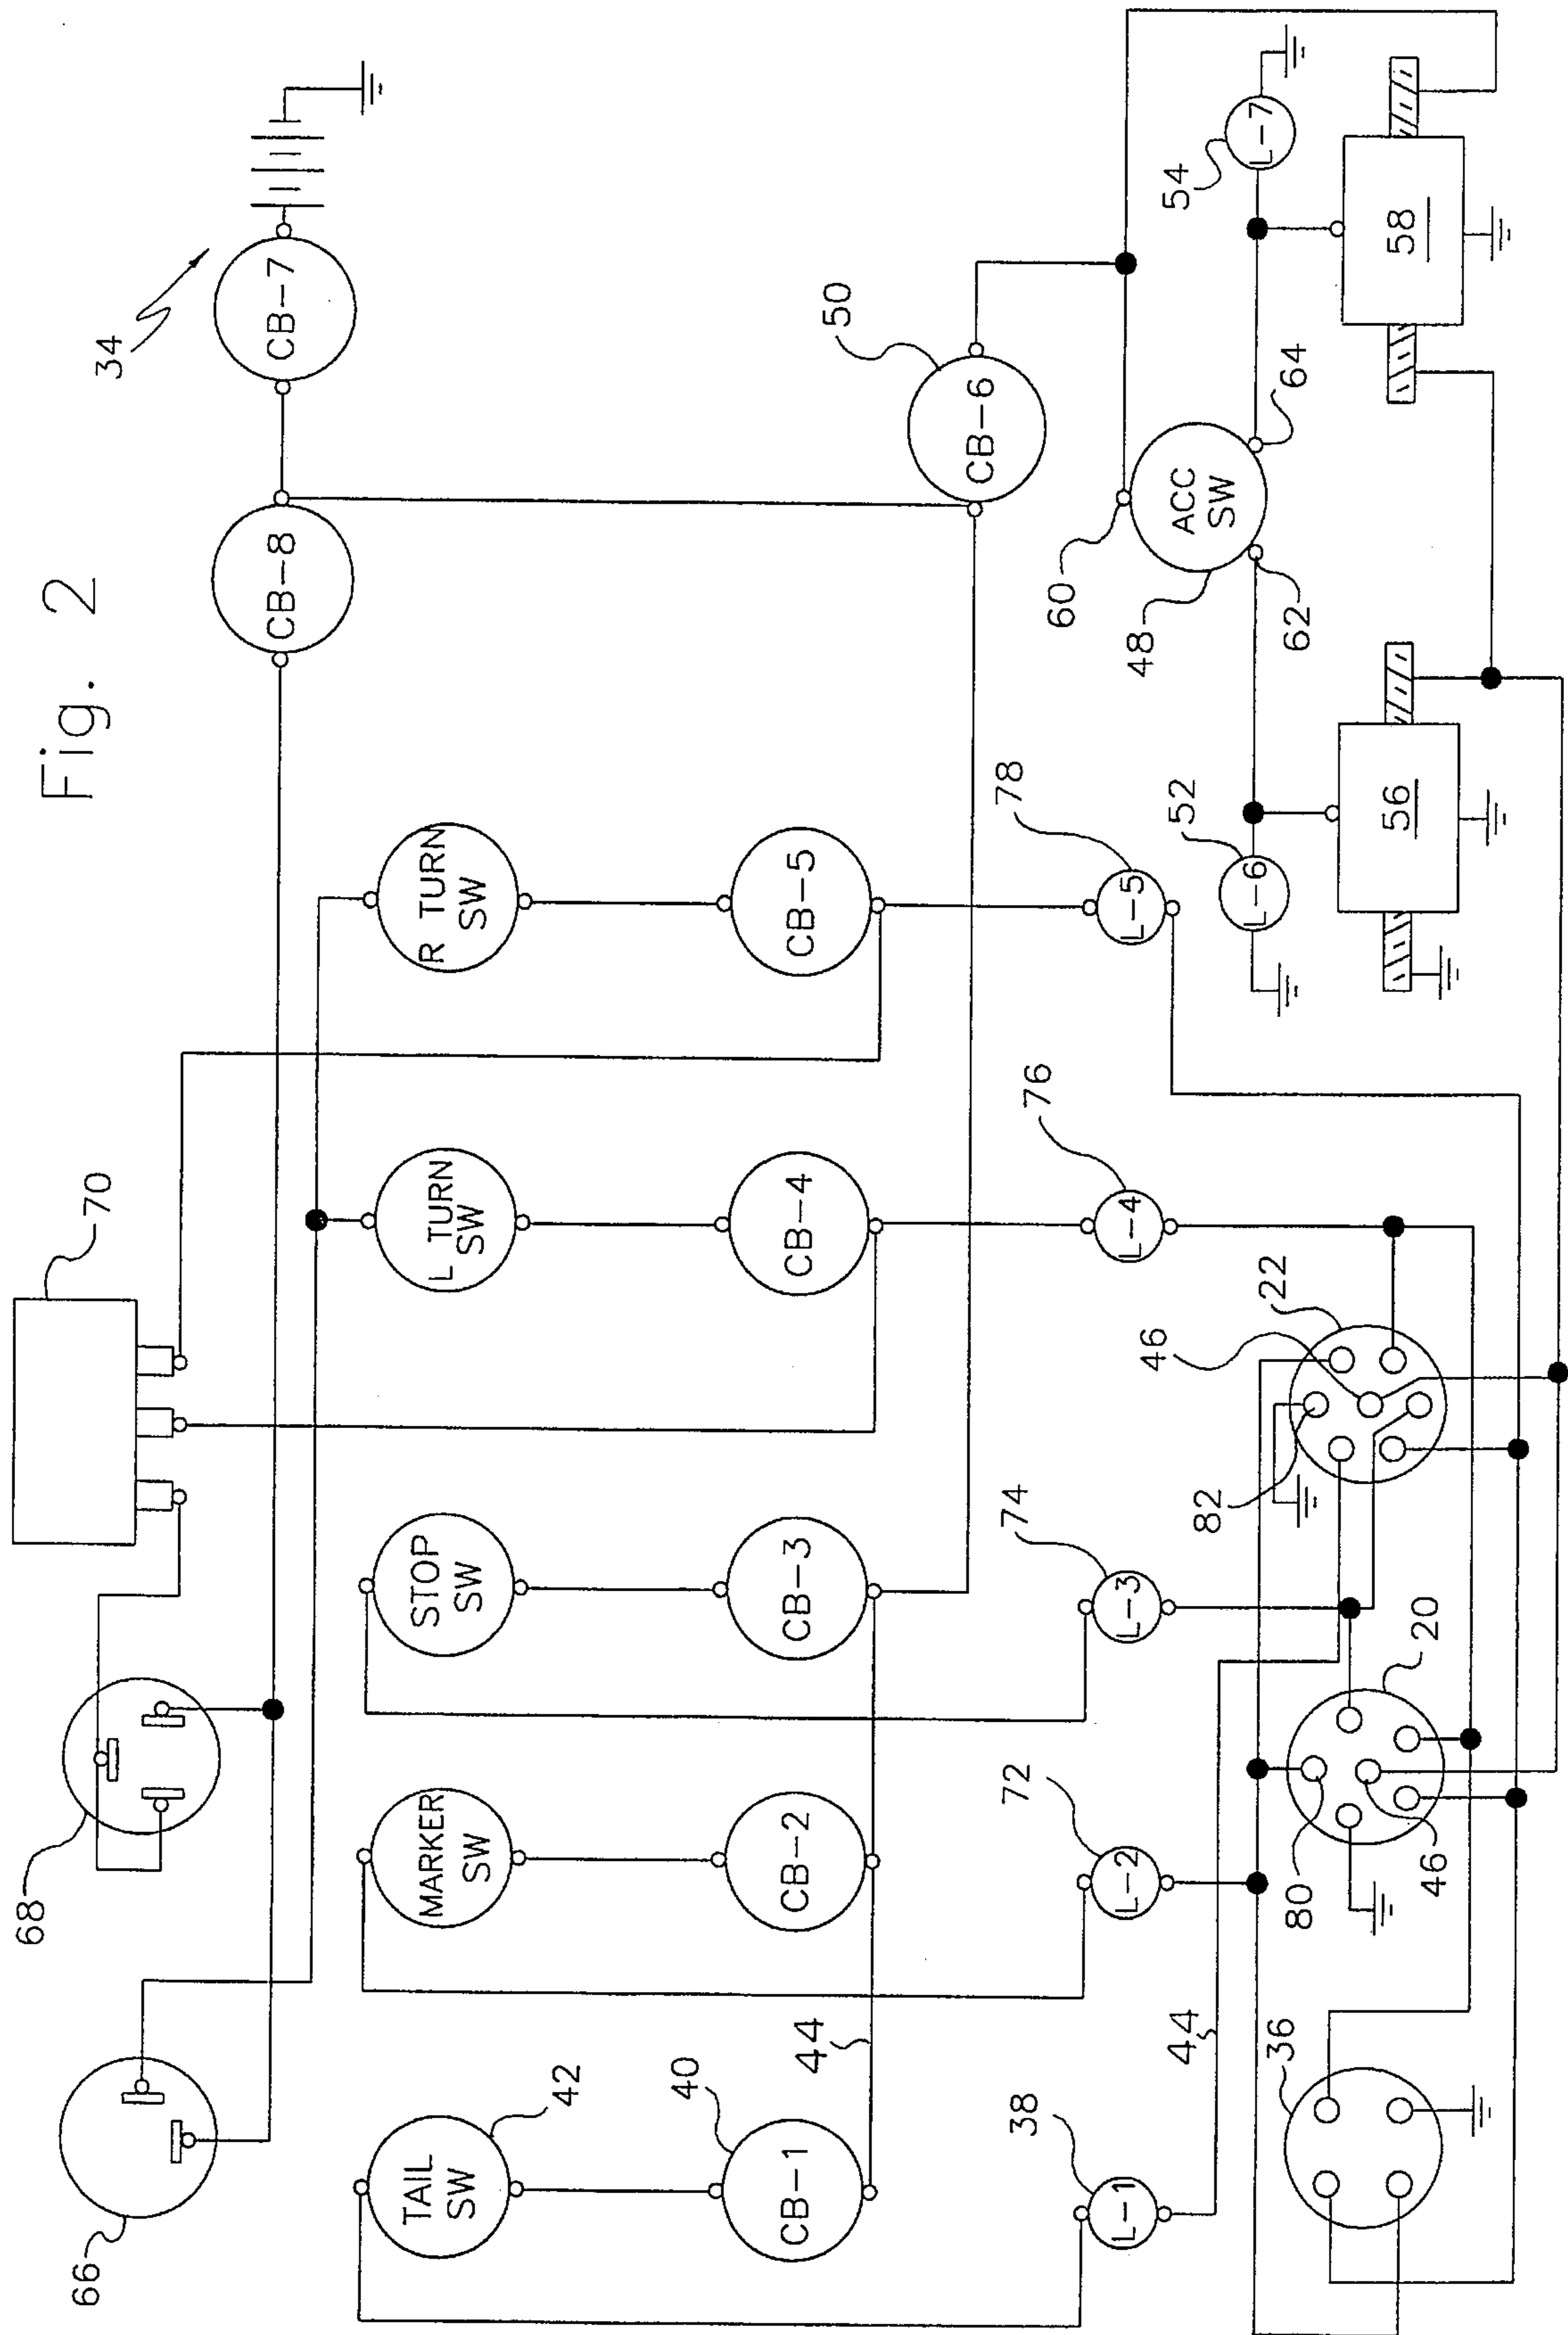 Fig. 2
34
CB-7
CB-8
70
68
66
R TURN
SW
L TURN
SW
STOP
SW
MARKER
SW
TAIL
SW
42
CB-5
CB-4
CB-3
CB-2
CB-1
40
44
CB-6
50
L-5
78
L-4
76
L-3
74
L-2
72
L-1
38
44
60
ACC
SW
48
62
64
L-7
54
L-6
52
58
56
22
46
82
20
80
46
36